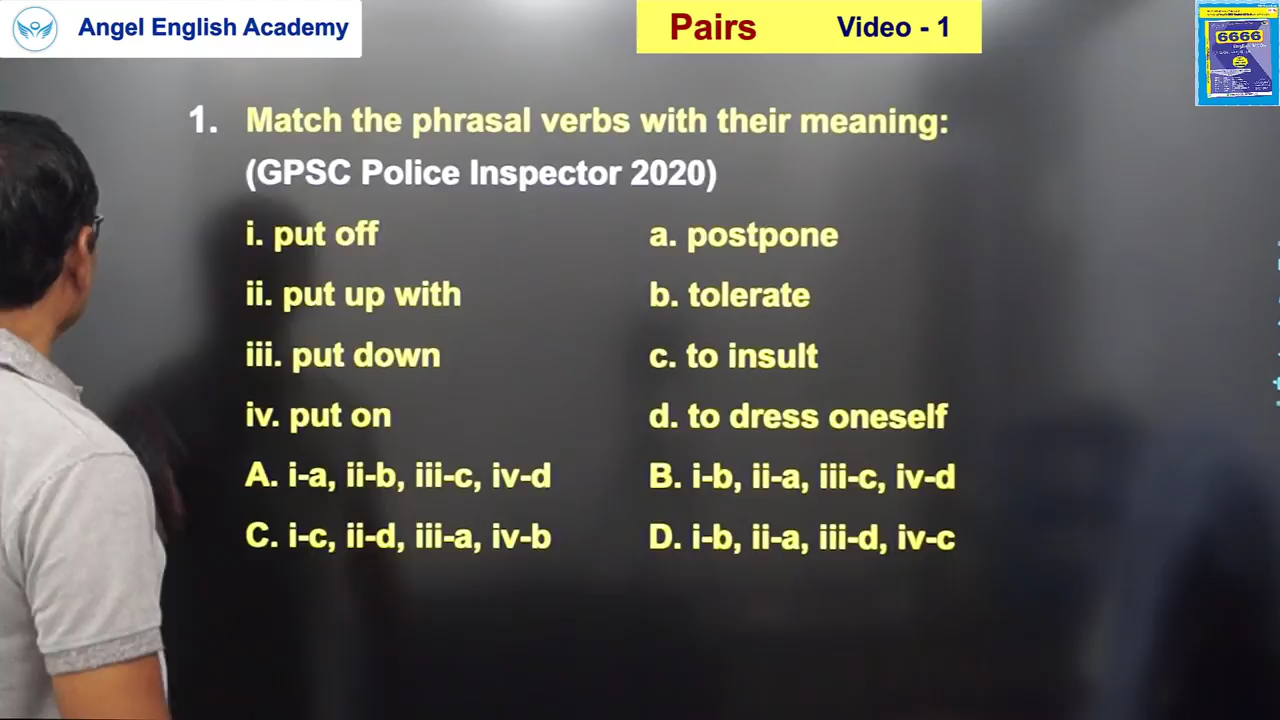 Angel English Academy
Pairs Video - 1
6666
1. Match the phrasal verbs with their meaning:
(GPSC Police Inspector 2020)
i. put off a. postpone
ii. put up with b. tolerate
iii. put down c. to insult
iv. put on d. to dress oneself
A. i-a, ii-b, iii-c, iv-d B. i-b, ii-a, iii-c, iv-d
C. i-c, ii-d, iii-a, iv-b D. i-b, ii-a, iii-d, iv-c